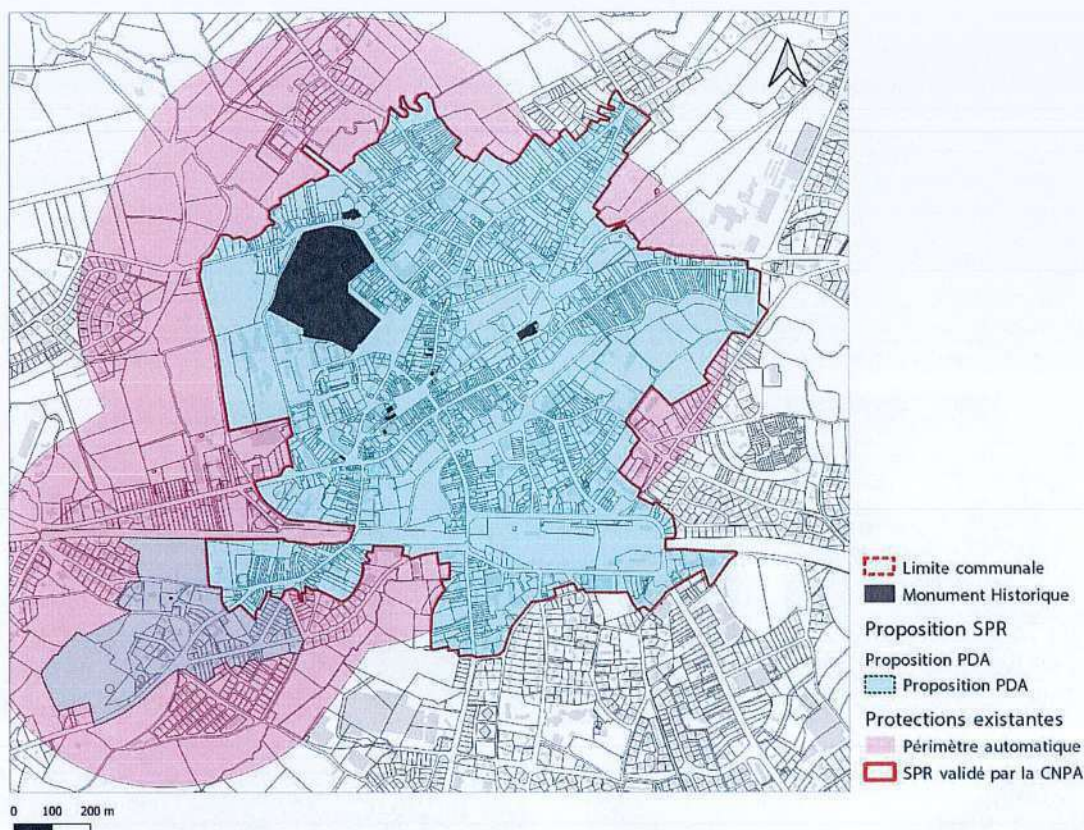 Limite communale
Monument Historique
Proposition SPR
Proposition PDA
Proposition PDA
Protections existantes
Périmètre automatique
SPR validé par la CNPA
0 100 200 m